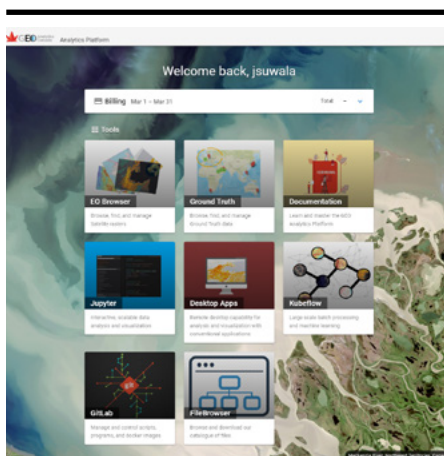 GEO Analytics Platform
Welcome back, jsuwala
Billing Mar 1 – Mar 31 Total –
Tools
EO Browser
Browse, find, and manage
Ground Truth
Browse, find, and manage
Ground Truth data
Documentation
Learn and master the
Analytics Platform
Jupyter
Interactive, scalable data
analysis and visualization
Desktop Apps
Remote desktop capability for
analysis and visualization with
conventional applications
Kubeflow
Large scale batch processing
and machine learning
GitLab
Manage and control scripts,
programs, and docker images
FileBrowser
Browse and download our
catalogue of files